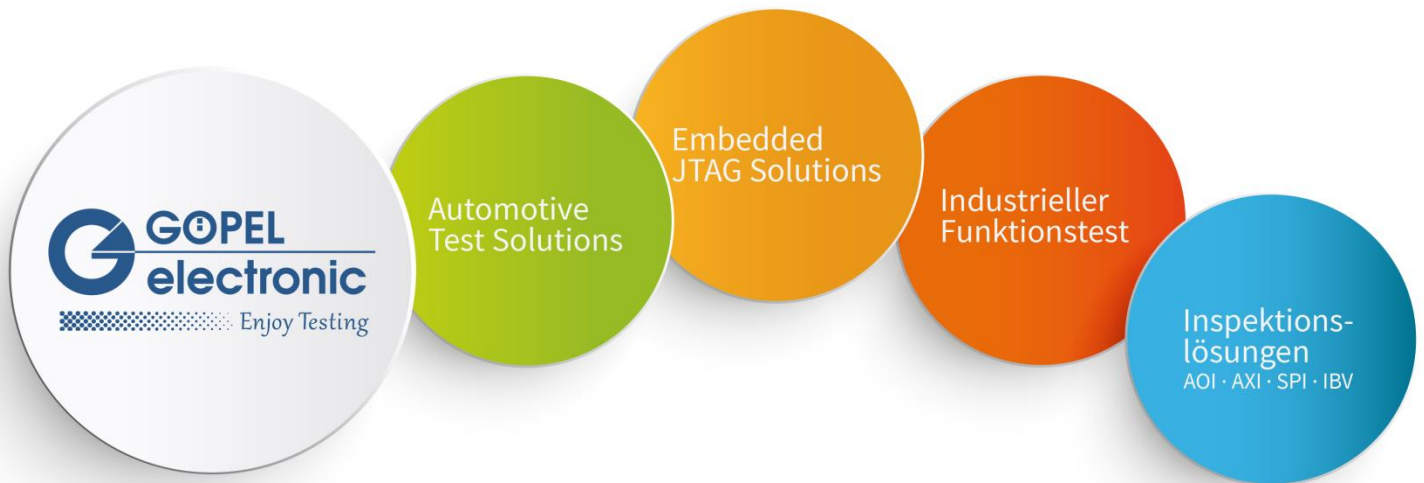 GÖPEL
electronic
Enjoy Testing
Automotive
Test Solutions
Embedded
JTAG Solutions
Industrieller
Funktionstest
Inspektions-
lösungen
AOI · AXI · SPI · IBV